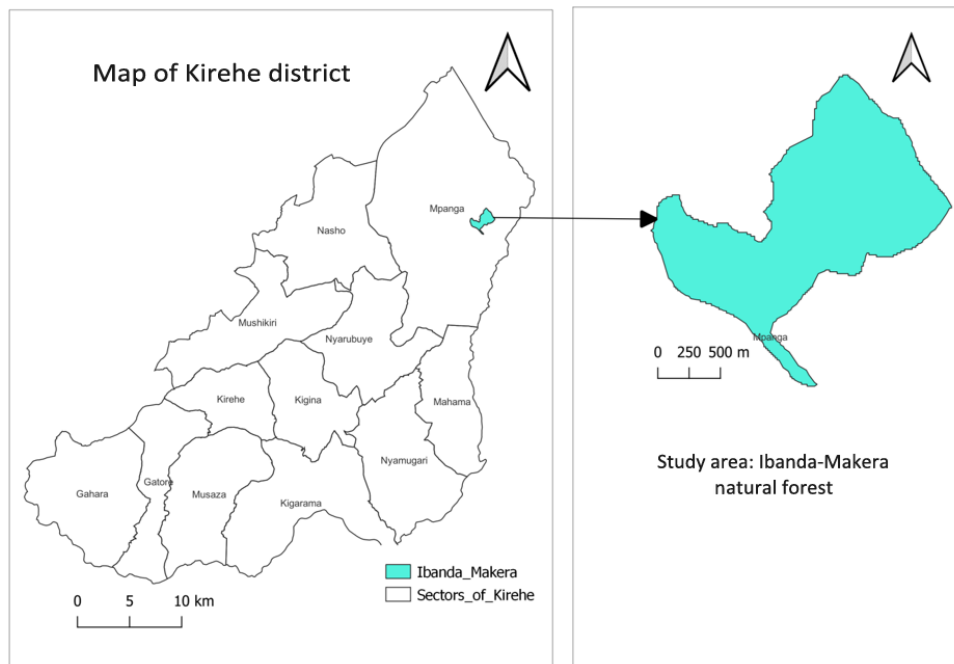 Map of Kirehe district
Mpanga
Nasho
Mushikiri
Nyarubuye
Kirehe
Kigina
Mahama
Nyamugari
Gahara
Gatore
Musaza
Kigarama
Ibanda_Makera
Sectors_of_Kirehe
0 5 10 km
Mpanga
0 250 500 m
Study area: Ibanda-Makera
natural forest